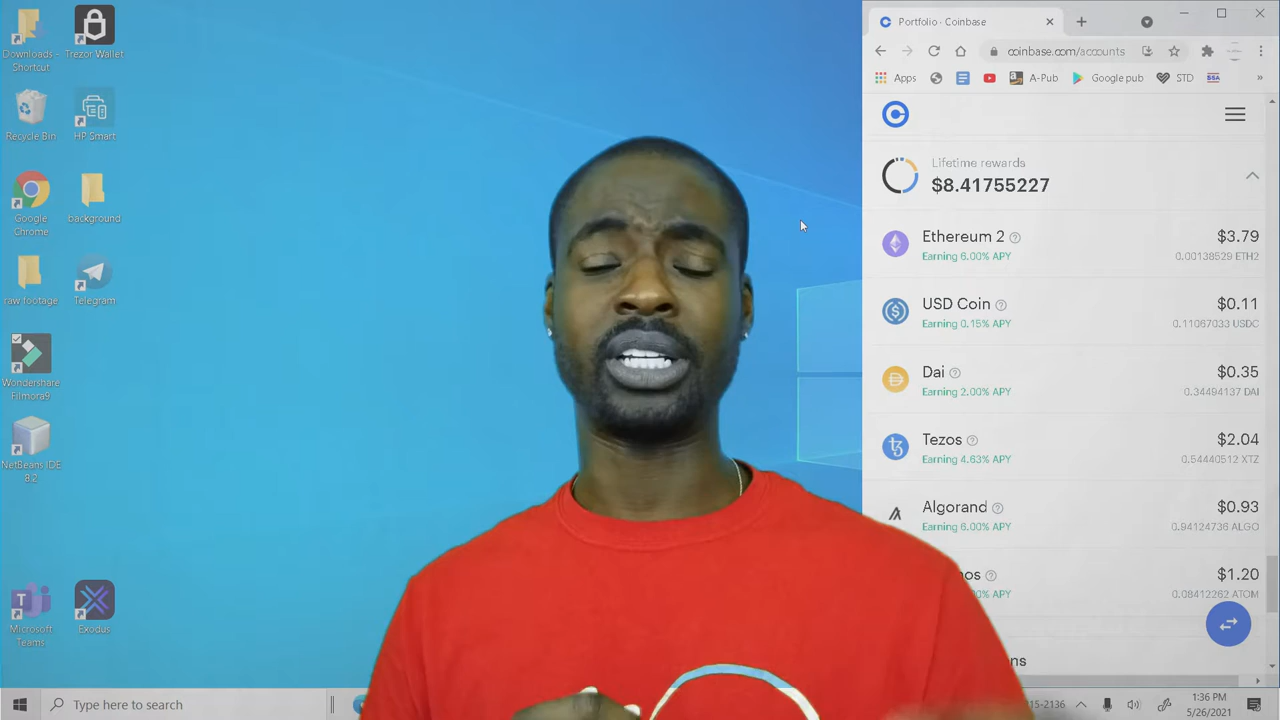 Downloads -
Shortcut
Trezor Wallet
Recycle Bin
HP Smart
Google
Chrome
background
raw footage
Telegram
Wondershare
Filmora9
NetBeans IDE
8.2
Microsoft
Teams
Exodus
Type here to search
Portfolio - Coinbase
coinbase.com/accounts
Apps
A-Pub
Google pub
STD
SSA
Lifetime rewards
$8.41755227
Ethereum 2
$3.79
Earning 6.00% APY
0.00138529 ETH2
USD Coin
$0.11
Earning 0.15% APY
0.11067033 USDC
Dai
$0.35
Earning 2.00% APY
0.34494137 DAI
Tezos
$2.04
Earning 4.63% APY
0.54440512 XTZ
Algorand
$0.93
Earning 6.00% APY
0.94124736 ALGO
$1.20
0% APY
0.08412262 ATOM
1:36 PM
5/26/2021